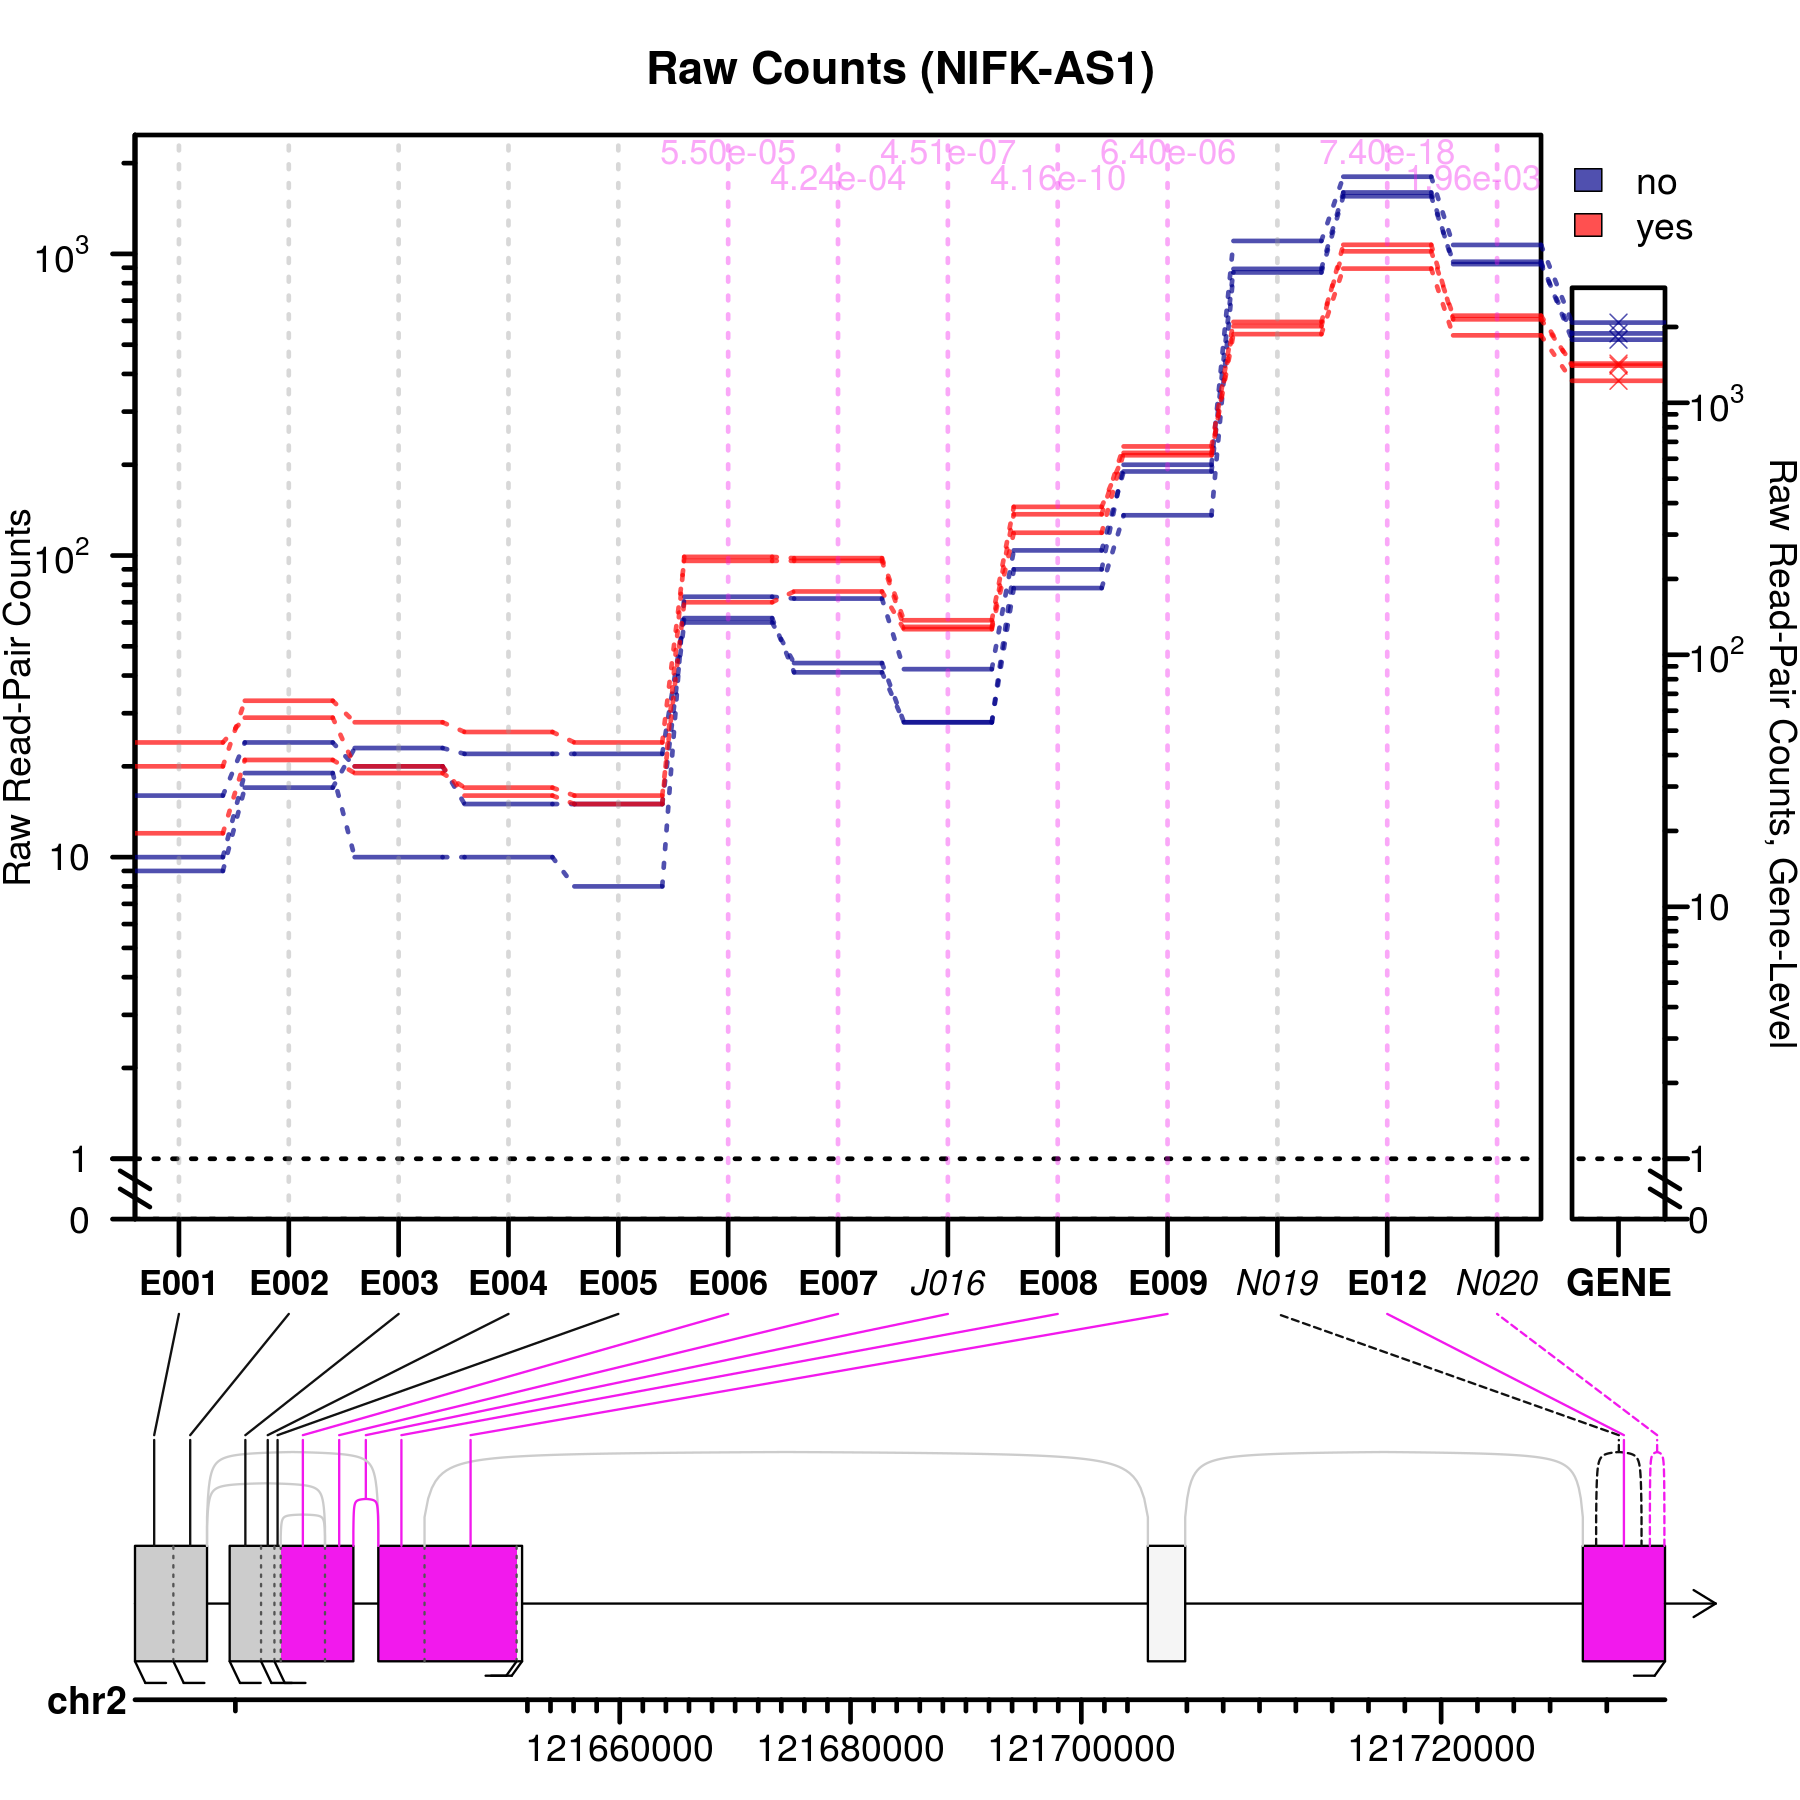 Raw Counts (NIFK-AS1)
5.50e-05 4.51e-07 6.40e-06 7.40e-18
4.24e-04 4.16e-10 1.96e-03
no
yes
Raw Read-Pair Counts
10³
10²
10
1
0
10³
10²
10
1
0
Raw Read-Pair Counts, Gene-Level
E001 E002 E003 E004 E005 E006 E007 J016 E008 E009 N019 E012 N020 GENE
chr2
121660000 121680000 121700000 121720000